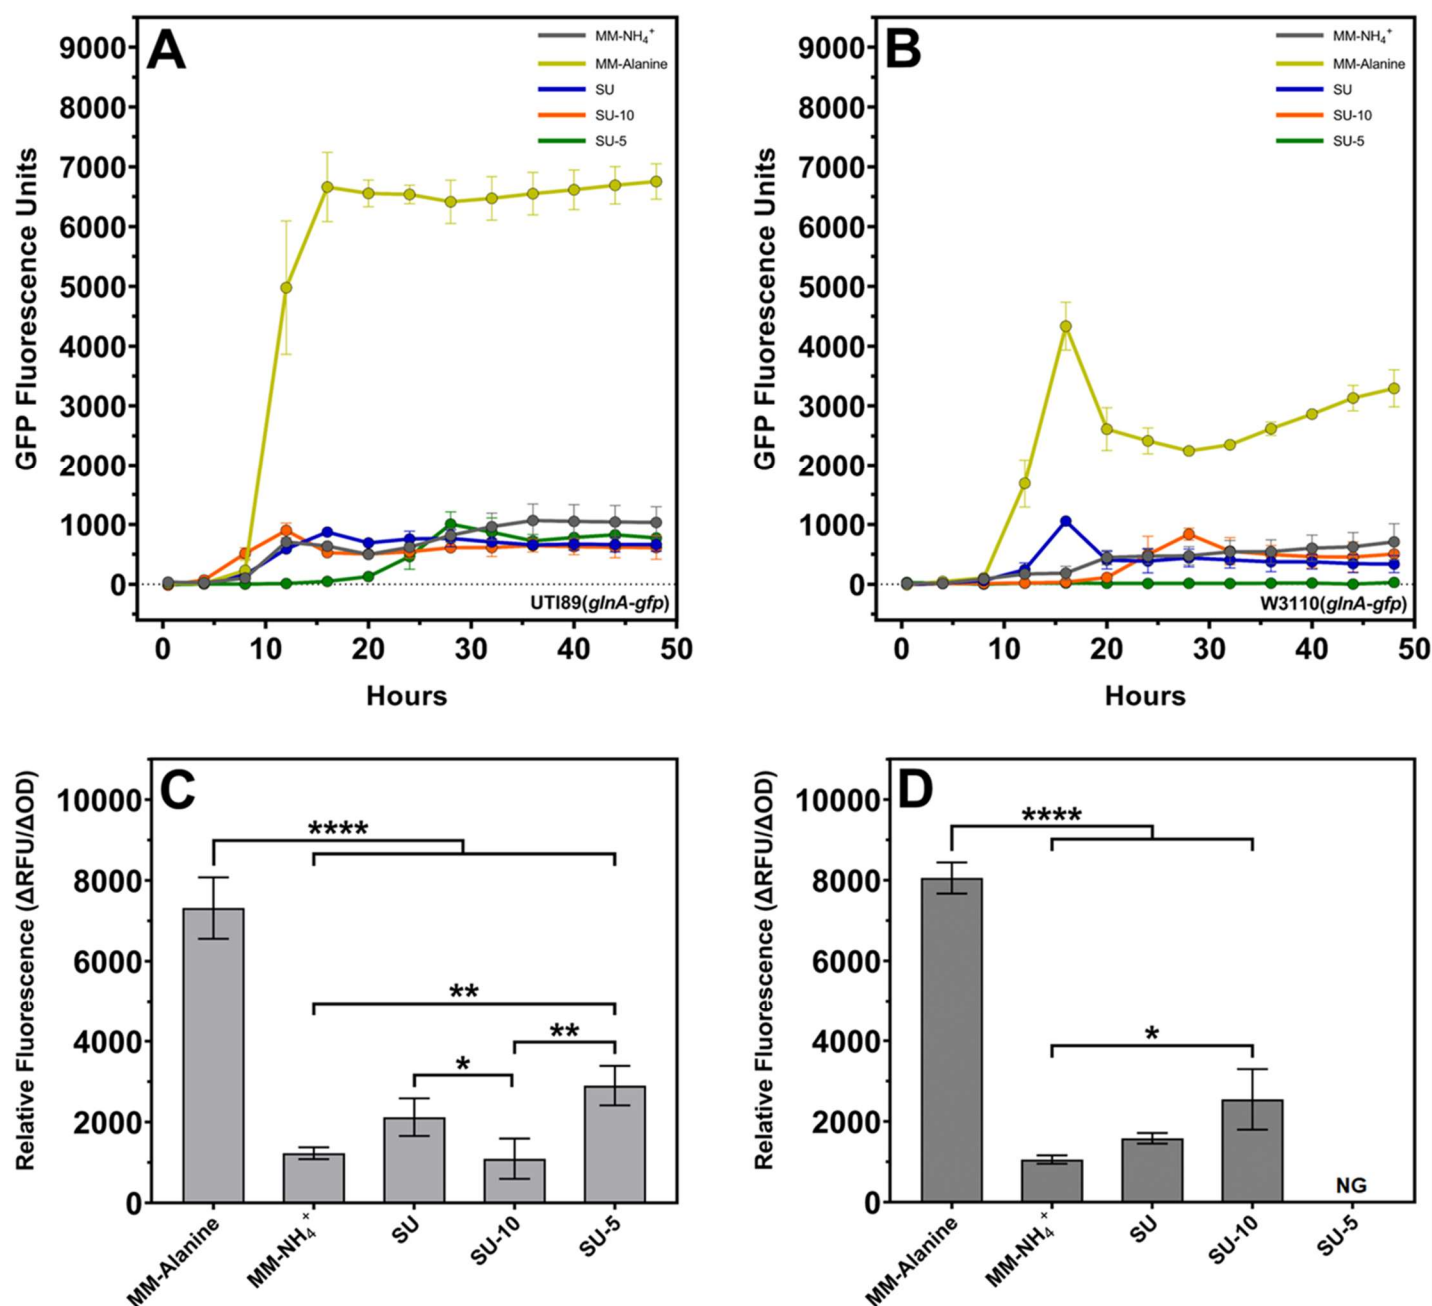 A
MM-NH₄⁺
MM-Alanine
SU
SU-10
SU-5
9000
8000
7000
6000
5000
4000
3000
2000
1000
0
GFP Fluorescence Units
UTI89(glnA-gfp)
0 10 20 30 40 50
Hours
B
MM-NH₄⁺
MM-Alanine
SU
SU-10
SU-5
9000
8000
7000
6000
5000
4000
3000
2000
1000
0
GFP Fluorescence Units
W3110(glnA-gfp)
0 10 20 30 40 50
Hours
C
10000
8000
6000
4000
2000
0
Relative Fluorescence (ΔRFU/ΔOD)
****
**
**
*
MM-Alanine
MM-NH₄⁺
SU
SU-10
SU-5
D
10000
8000
6000
4000
2000
0
Relative Fluorescence (ΔRFU/ΔOD)
****
*
NG
MM-Alanine
MM-NH₄⁺
SU
SU-10
SU-5